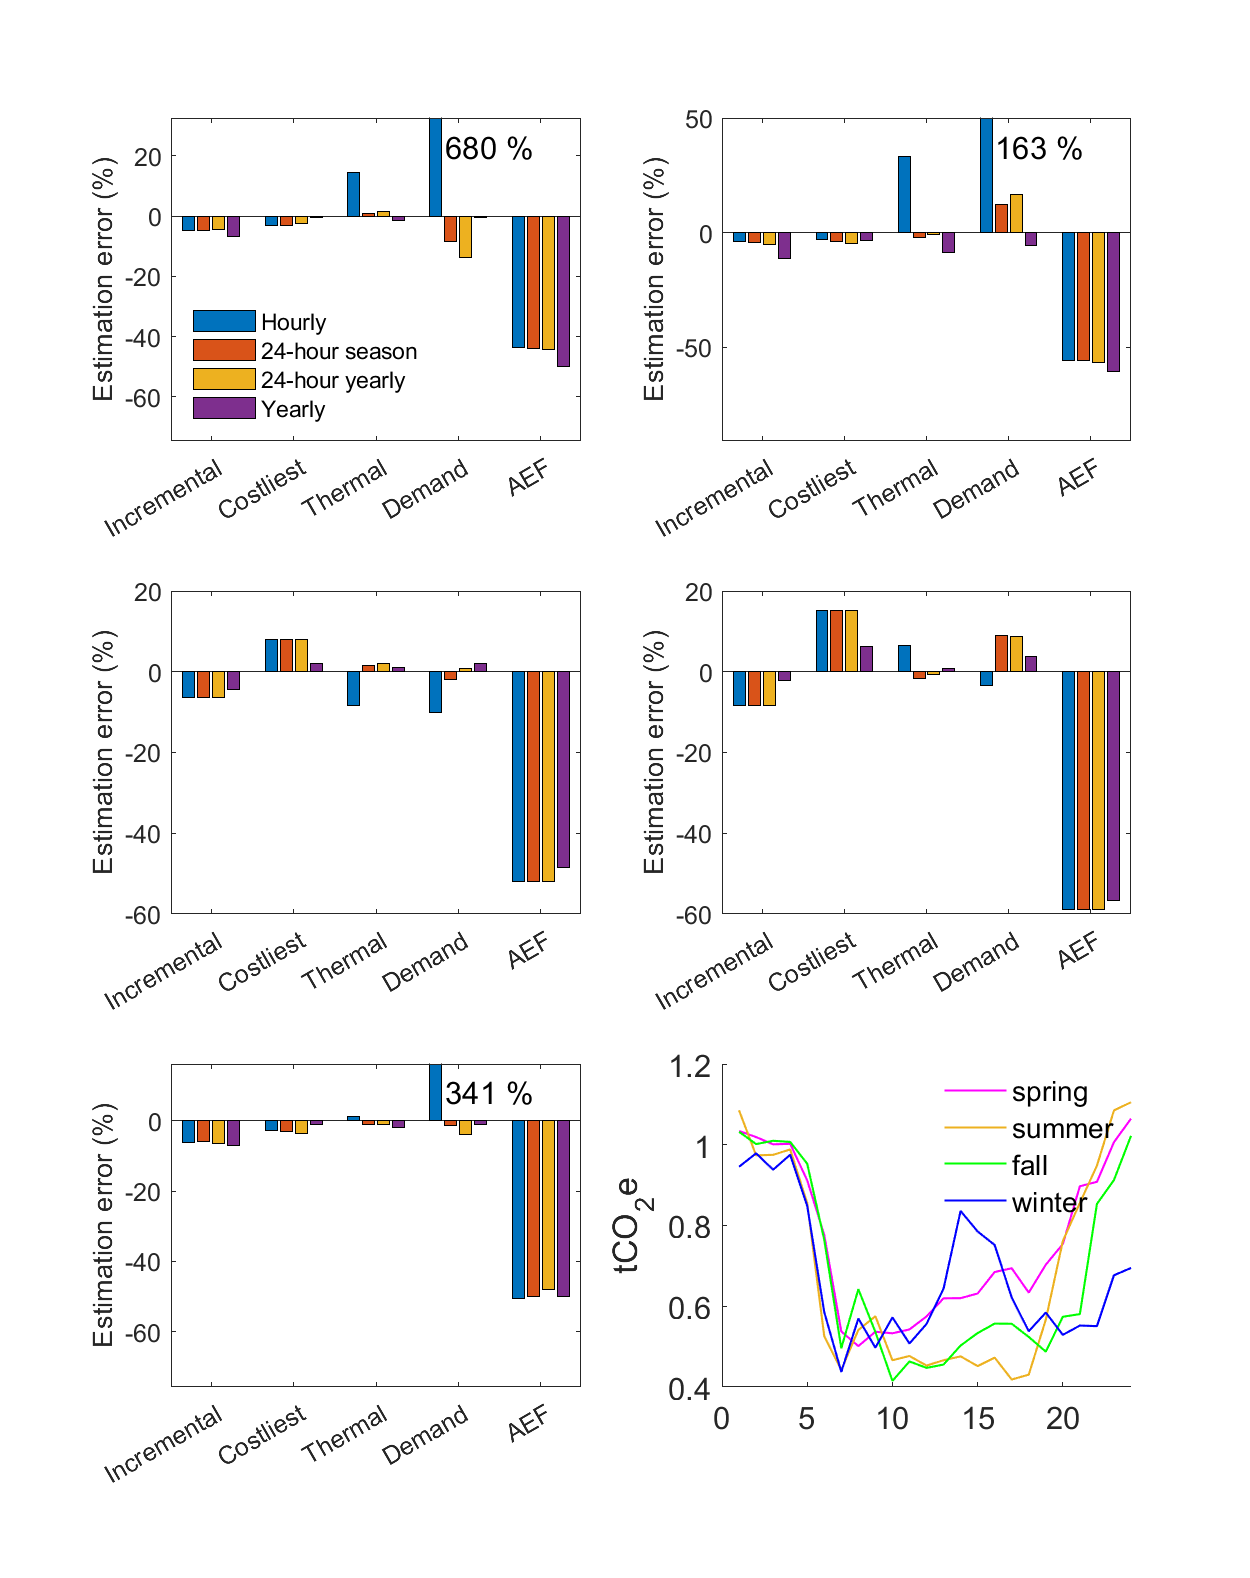 Estimation error (%)
20
0
-20
-40
-60
680 %
Hourly
24-hour season
24-hour yearly
Yearly
Incremental
Costliest
Thermal
Demand
AEF
Estimation error (%)
50
0
-50
163 %
Incremental
Costliest
Thermal
Demand
AEF
Estimation error (%)
20
0
-20
-40
-60
Incremental
Costliest
Thermal
Demand
AEF
Estimation error (%)
20
0
-20
-40
-60
Incremental
Costliest
Thermal
Demand
AEF
Estimation error (%)
0
-20
-40
-60
341 %
Incremental
Costliest
Thermal
Demand
AEF
tCO2e
1.2
1
0.8
0.6
0.4
spring
summer
fall
winter
0 5 10 15 20